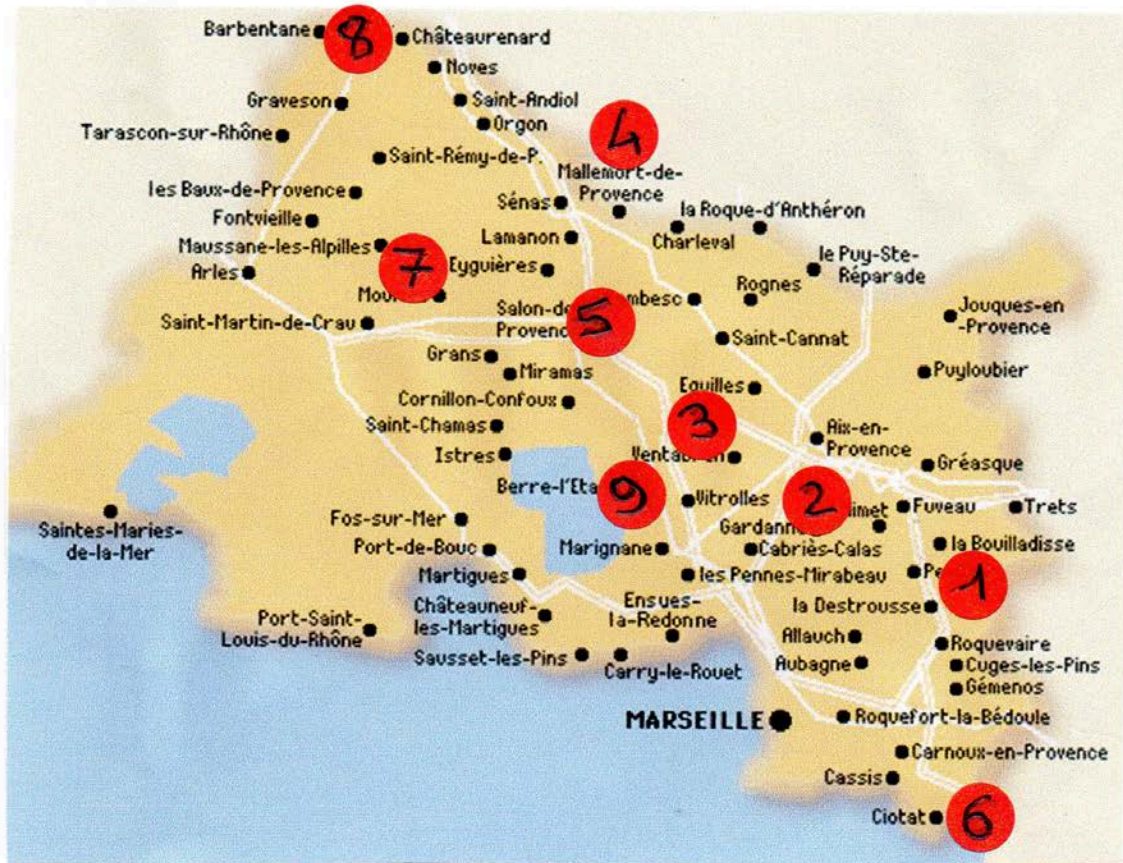 Barbentane
8
Châteaurenard
Noves
Graveson
Saint-Andiol
Orgon
4
Tarascon-sur-Rhône
Saint-Rémy-de-P.
Mallemort-de-
Provence
les Baux-de-Provence
Sénas
la Roque-d'Anthéron
Fontvieille
Charleval
Lamanon
Maussane-les-Alpilles
7
Eyguières
le Puy-Ste-
Réparade
Arles
Rognes
Salon-de
Provence
5
Jouques-en
-Provence
Saint-Martin-de-Crau
Saint-Cannat
Grans
Miramas
Puyloubier
Eguilles
Cornillon-Confoux
3
Saint-Chamas
Aix-en-
Provence
Istres
Gréasque
Berre-l'Eta
9
Vitrolles
2
Fuveau
Trets
Saintes-Maries-
de-la-Mer
Fos-sur-Mer
Gardanne
Port-de-Bouc
Marignane
Cabriès-Calas
la Bouilladisse
Martigues
les Pennes-Mirabeau
1
Châteauneuf-
les-Martigues
Ensues-
la-Redonne
la Destrousse
Port-Saint-
Louis-du-Rhône
Allauch
Roquevaire
Sausset-les-Pins
Carry-le-Rouet
Aubagne
Cuges-les-Pins
Gémenos
MARSEILLE
Roquefort-la-Bédoule
Carnoux-en-Provence
Cassis
Ciotat
6